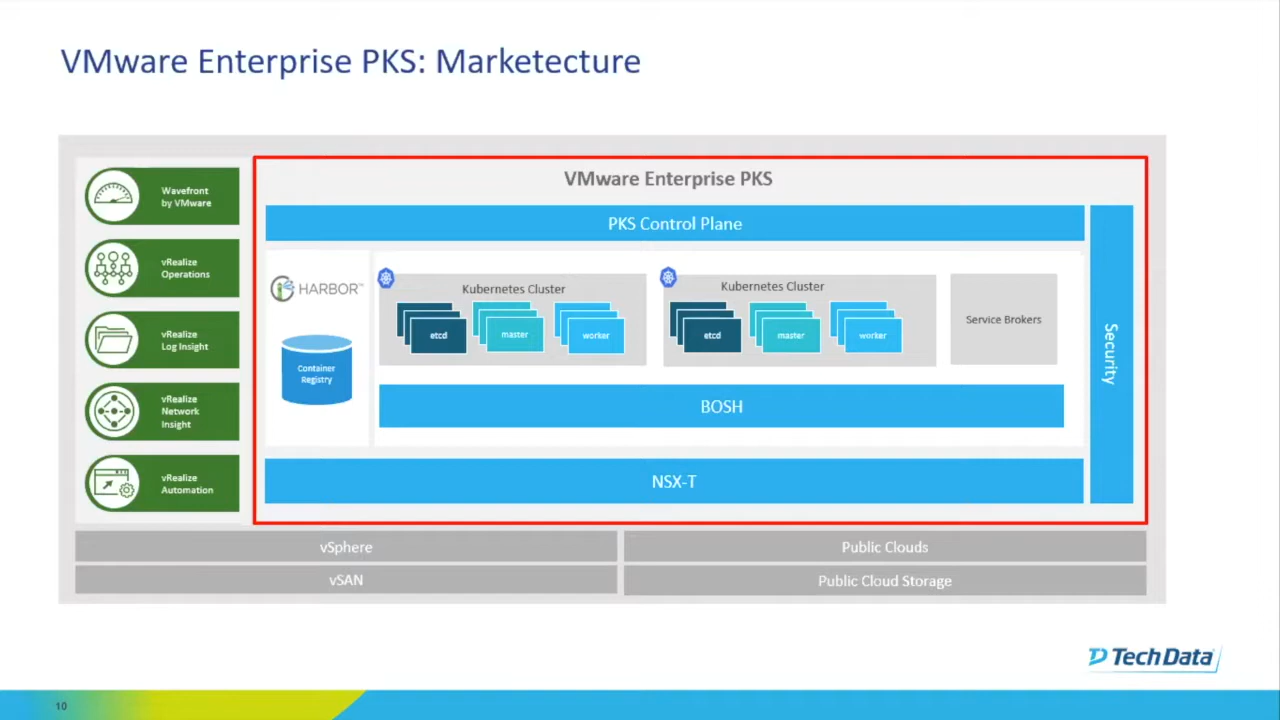 VMware Enterprise PKS: Marketecture
Wavefront
by VMware
vRealize
Operations
vRealize
Log Insight
vRealize
Network
Insight
vRealize
Automation
VMware Enterprise PKS
PKS Control Plane
HARBOR™
Container
Registry
Kubernetes Cluster
etcd
master
worker
Kubernetes Cluster
etcd
master
worker
Service Brokers
BOSH
NSX-T
Security
vSphere
Public Clouds
vSAN
Public Cloud Storage
Tech Data
10